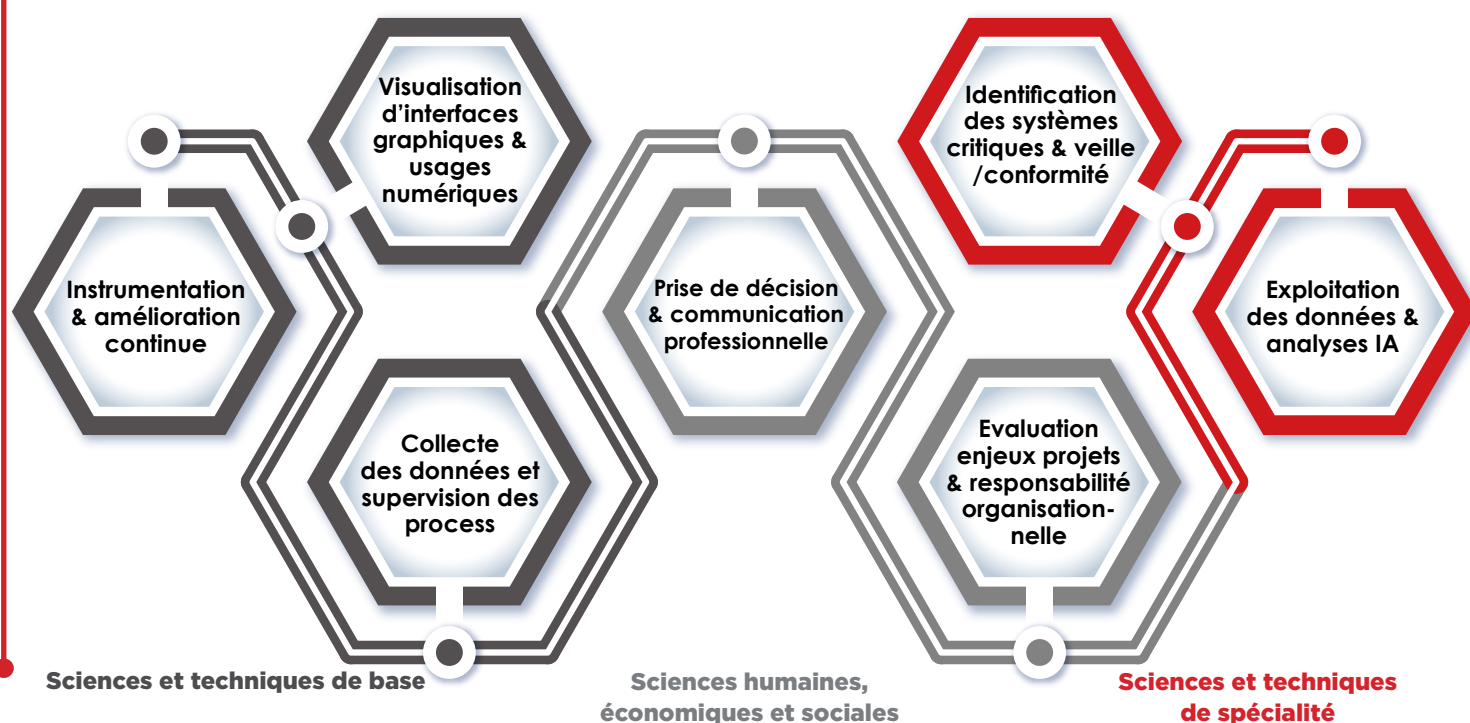 Visualisation
d'interfaces
graphiques &
usages
numériques
Identification
des systèmes
critiques & veille
/conformité
Instrumentation
& amélioration
continue
Prise de décision
& communication
professionnelle
Exploitation
des données &
analyses IA
Collecte
des données et
supervision des
process
Evaluation
enjeux projets
& responsabilité
organisation-
nelle
Sciences et techniques de base
Sciences humaines,
économiques et sociales
Sciences et techniques
de spécialité